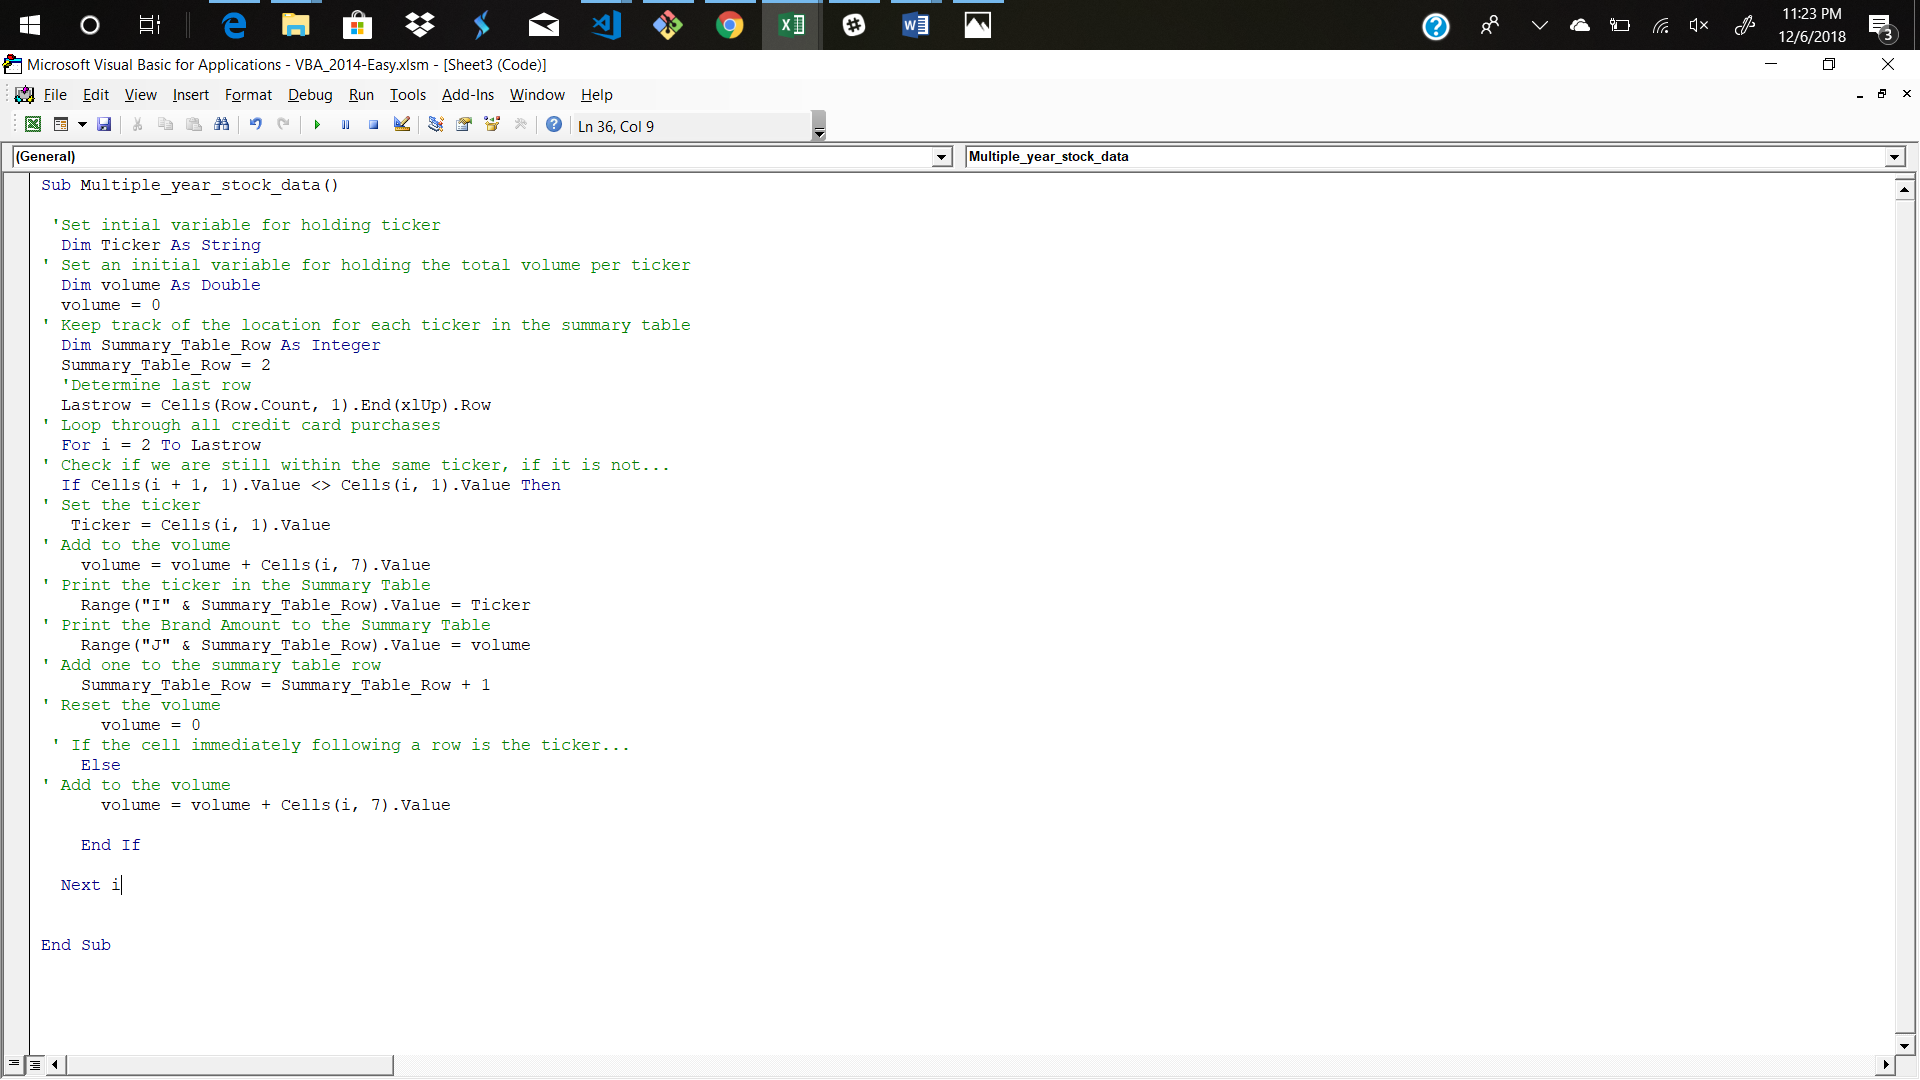 11:23 PM
12/6/2018
3
Microsoft Visual Basic for Applications - VBA_2014-Easy.xlsm - [Sheet3 (Code)]
File Edit View Insert Format Debug Run Tools Add-Ins Window Help
Ln 36, Col 9
(General) Multiple_year_stock_data
Sub Multiple_year_stock_data()
'Set intial variable for holding ticker
Dim Ticker As String
' Set an initial variable for holding the total volume per ticker
Dim volume As Double
volume = 0
' Keep track of the location for each ticker in the summary table
Dim Summary_Table_Row As Integer
Summary_Table_Row = 2
'Determine last row
Lastrow = Cells(Row.Count, 1).End(xlUp).Row
' Loop through all credit card purchases
For i = 2 To Lastrow
' Check if we are still within the same ticker, if it is not...
If Cells(i + 1, 1).Value <> Cells(i, 1).Value Then
' Set the ticker
Ticker = Cells(i, 1).Value
' Add to the volume
volume = volume + Cells(i, 7).Value
' Print the ticker in the Summary Table
Range("I" & Summary_Table_Row).Value = Ticker
' Print the Brand Amount to the Summary Table
Range("J" & Summary_Table_Row).Value = volume
' Add one to the summary table row
Summary_Table_Row = Summary_Table_Row + 1
' Reset the volume
volume = 0
' If the cell immediately following a row is the ticker...
Else
' Add to the volume
volume = volume + Cells(i, 7).Value
End If
Next i
End Sub